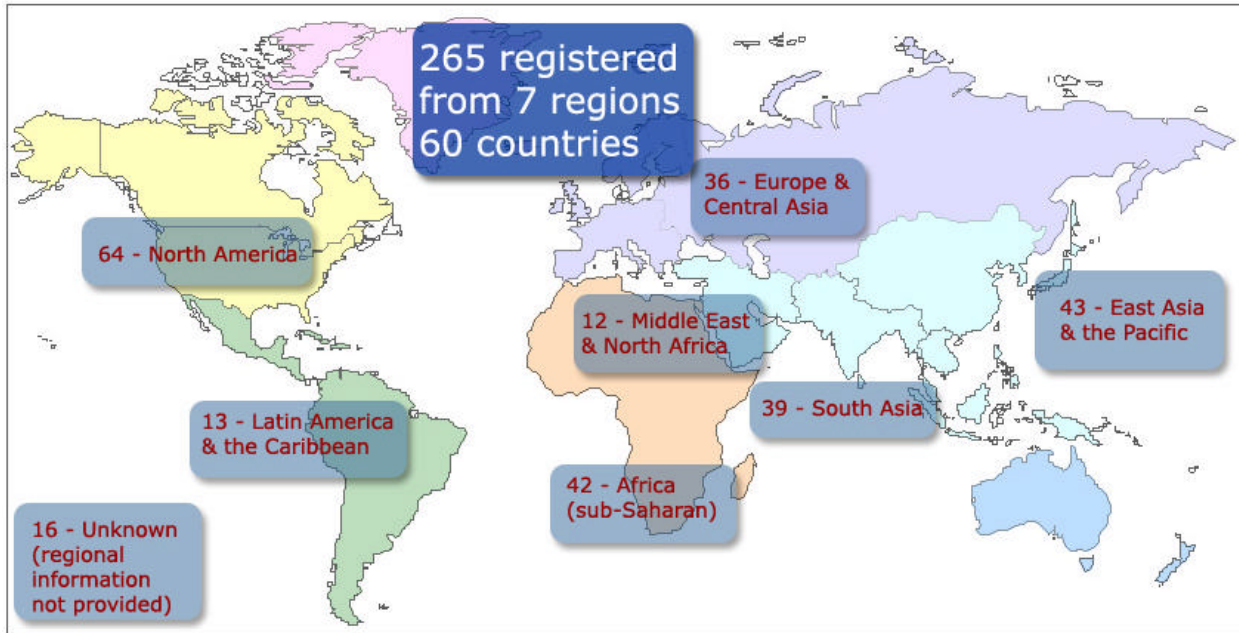 265 registered
from 7 regions
60 countries
36 - Europe &
Central Asia
64 - North America
12 - Middle East
& North Africa
43 - East Asia
& the Pacific
39 - South Asia
13 - Latin America
& the Caribbean
42 - Africa
(sub-Saharan)
16 - Unknown
(regional
information
not provided)